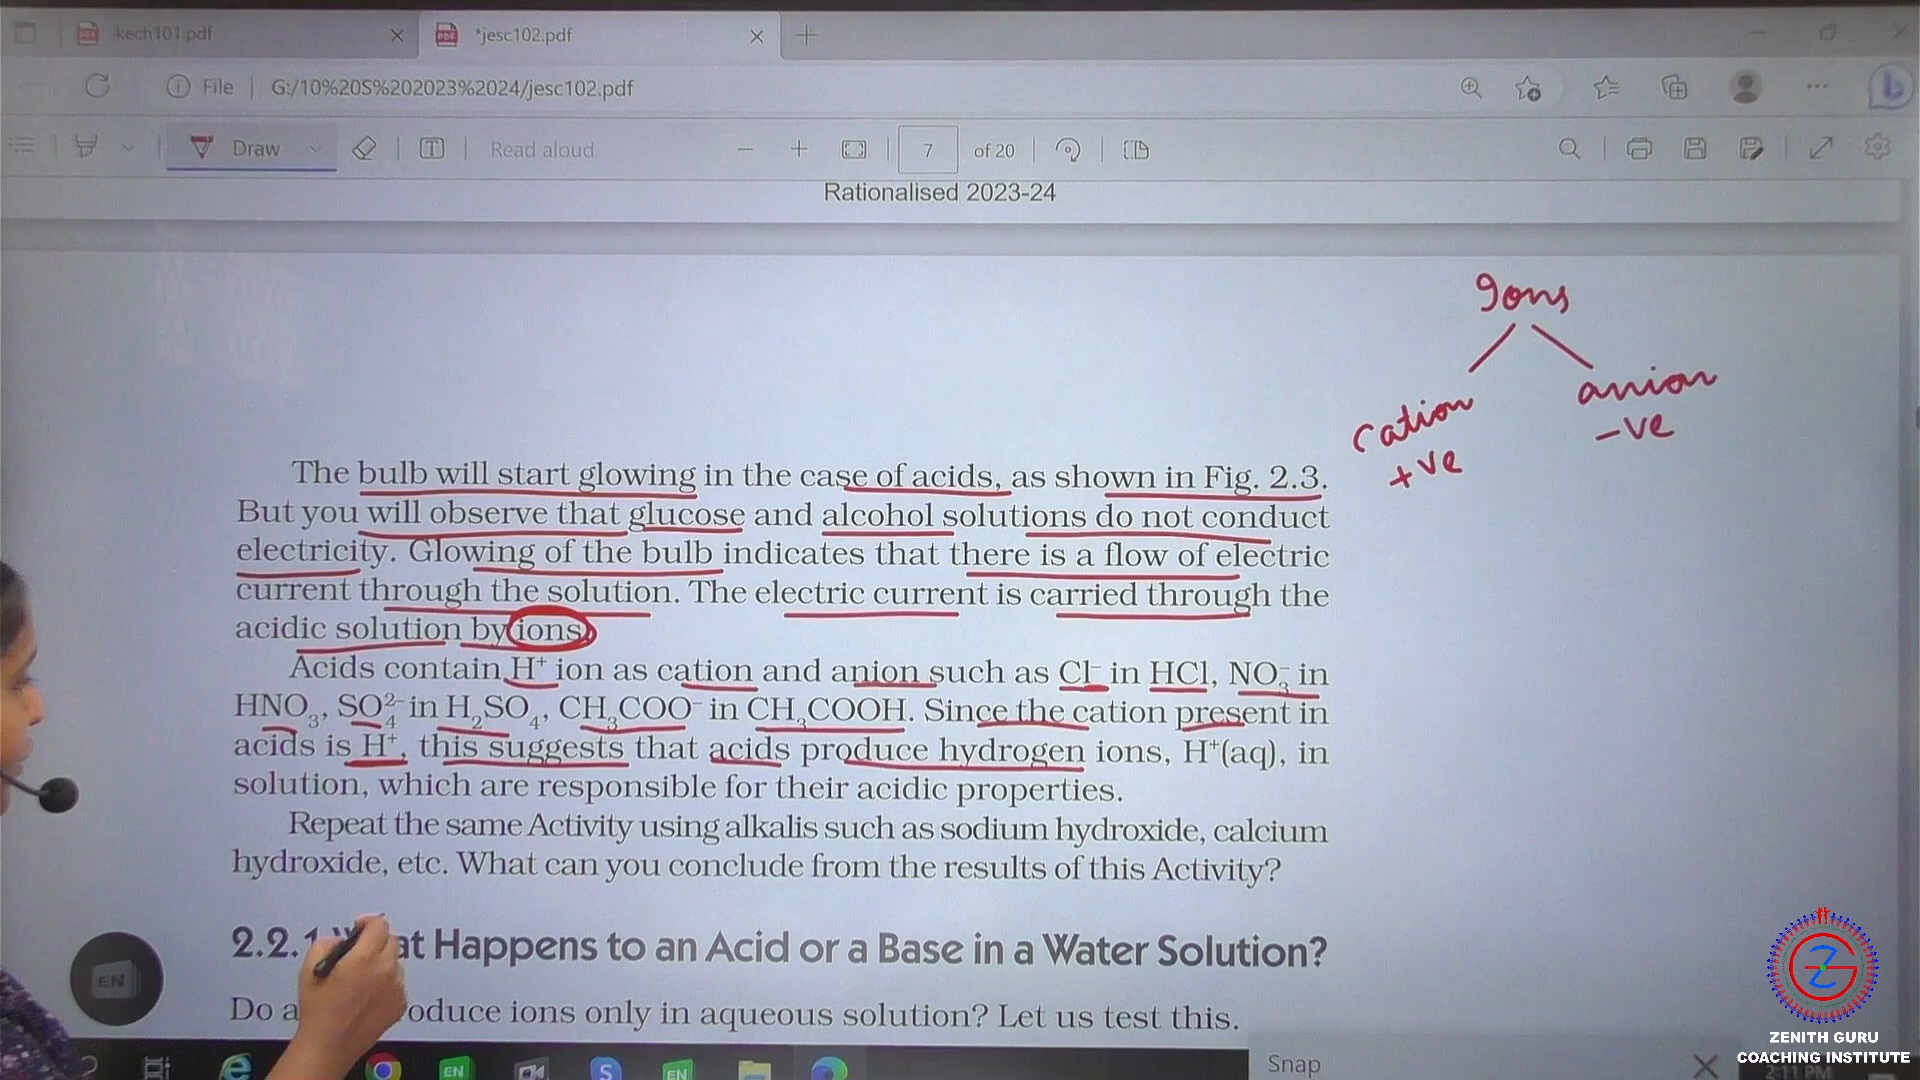 kech101.pdf
*jesc102.pdf
File
G:/10%20S%202023%2024/jesc102.pdf
Draw
Read aloud
7 of 20
Rationalised 2023-24
Ions
cation
+ve
anion
-ve
The bulb will start glowing in the case of acids, as shown in Fig. 2.3.
But you will observe that glucose and alcohol solutions do not conduct
electricity. Glowing of the bulb indicates that there is a flow of electric
current through the solution. The electric current is carried through the
acidic solution by ions
Acids contain H⁺ ion as cation and anion such as Cl⁻ in HCl, NO₃⁻ in
HNO₃, SO₄²⁻ in H₂SO₄, CH₃COO⁻ in CH₃COOH. Since the cation present in
acids is H⁺, this suggests that acids produce hydrogen ions, H⁺(aq), in
solution, which are responsible for their acidic properties.
Repeat the same Activity using alkalis such as sodium hydroxide, calcium
hydroxide, etc. What can you conclude from the results of this Activity?
2.2. at Happens to an Acid or a Base in a Water Solution?
Do a oduce ions only in aqueous solution? Let us test this.
EN
EN
EN
Snap
2:11 PM
ZENITH GURU
COACHING INSTITUTE